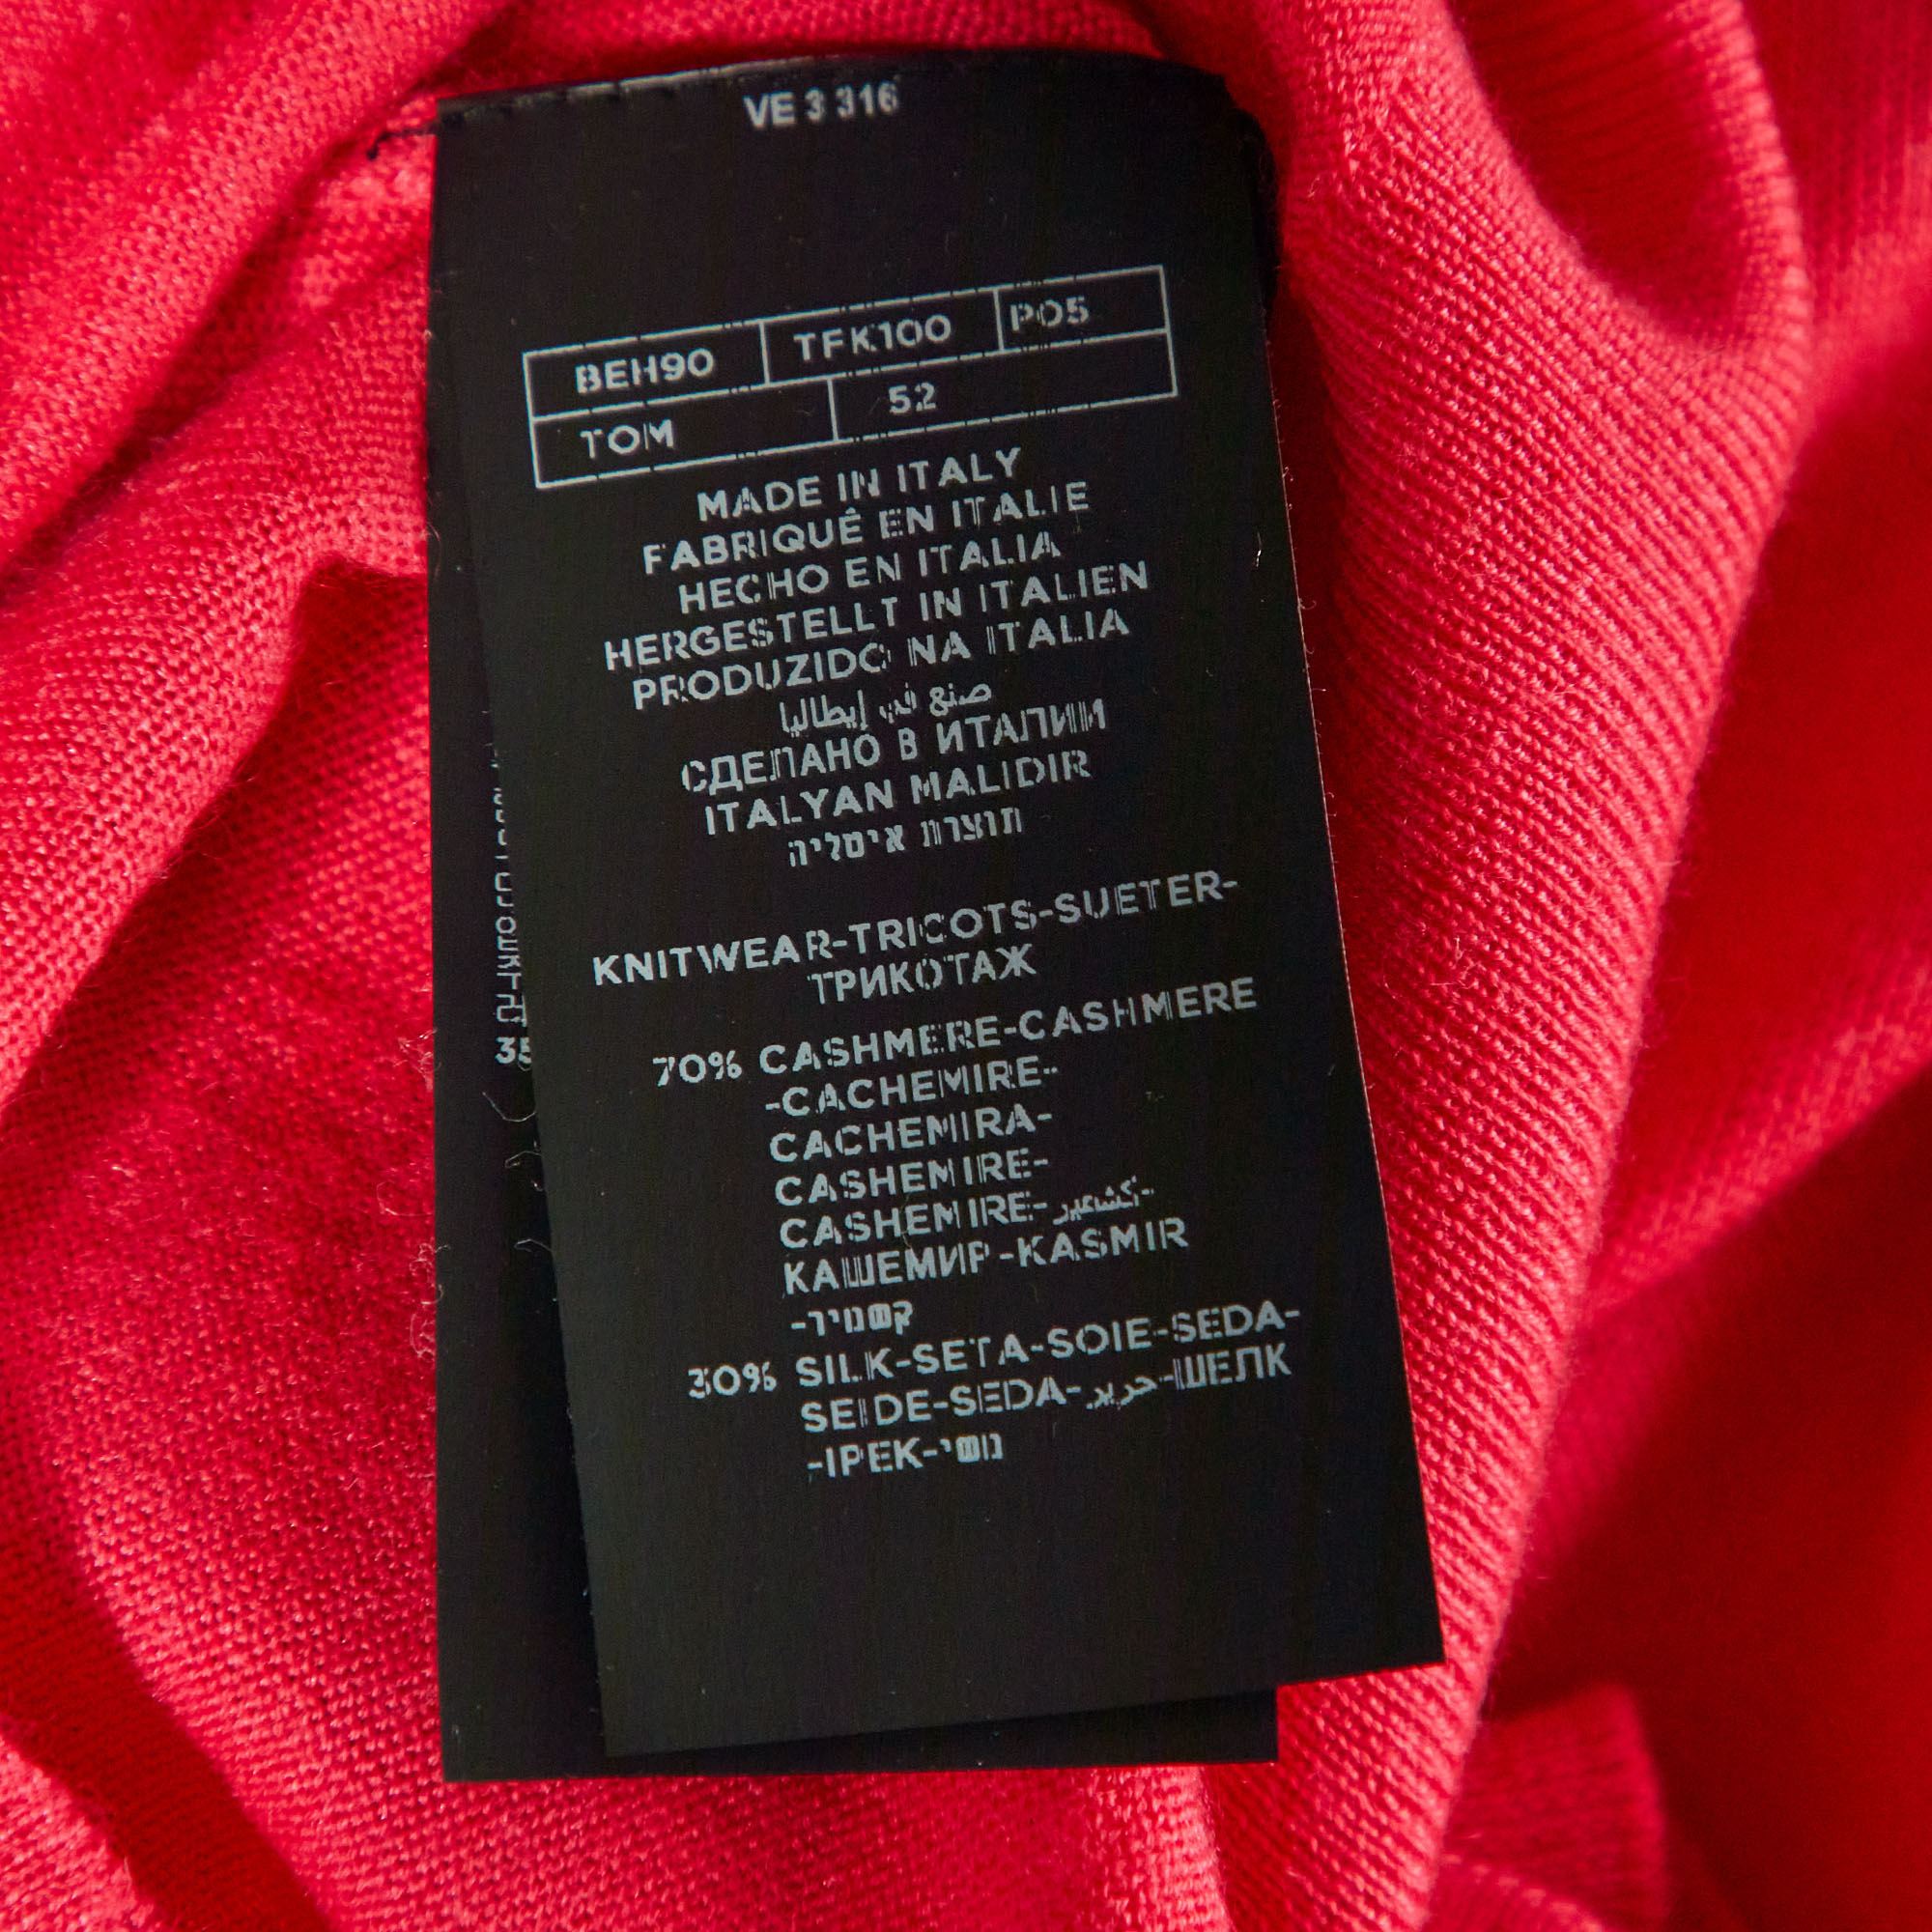 VE 3 316
BEH90 TFK100 P05
TOM 52
MADE IN ITALY
FABRIQUÊ EN ITALIE
HECHO EN ITALIA
HERGESTELLT IN ITALIEN
PRODUZIDO NA ITALIA
صنع في إيطاليا
СДЕЛАНО В ИТАЛИИ
ITALYAN MALIDIR
תוצרת איטליה
KNITWEAR-TRICOTS-SUETER-
ТРИКОТАЖ
70% CASHMERE-CASHMERE
-CACHEMIRE-
CACHEMIRA-
CASHEMIRE-
CASHEMIRE-كشمير-
КАШЕМИР-KASMIR
-קשמיר
30% SILK-SETA-SOIE-SEDA-
SEIDE-SEDA-حرير-ШЕЛК
-IPEK-משי